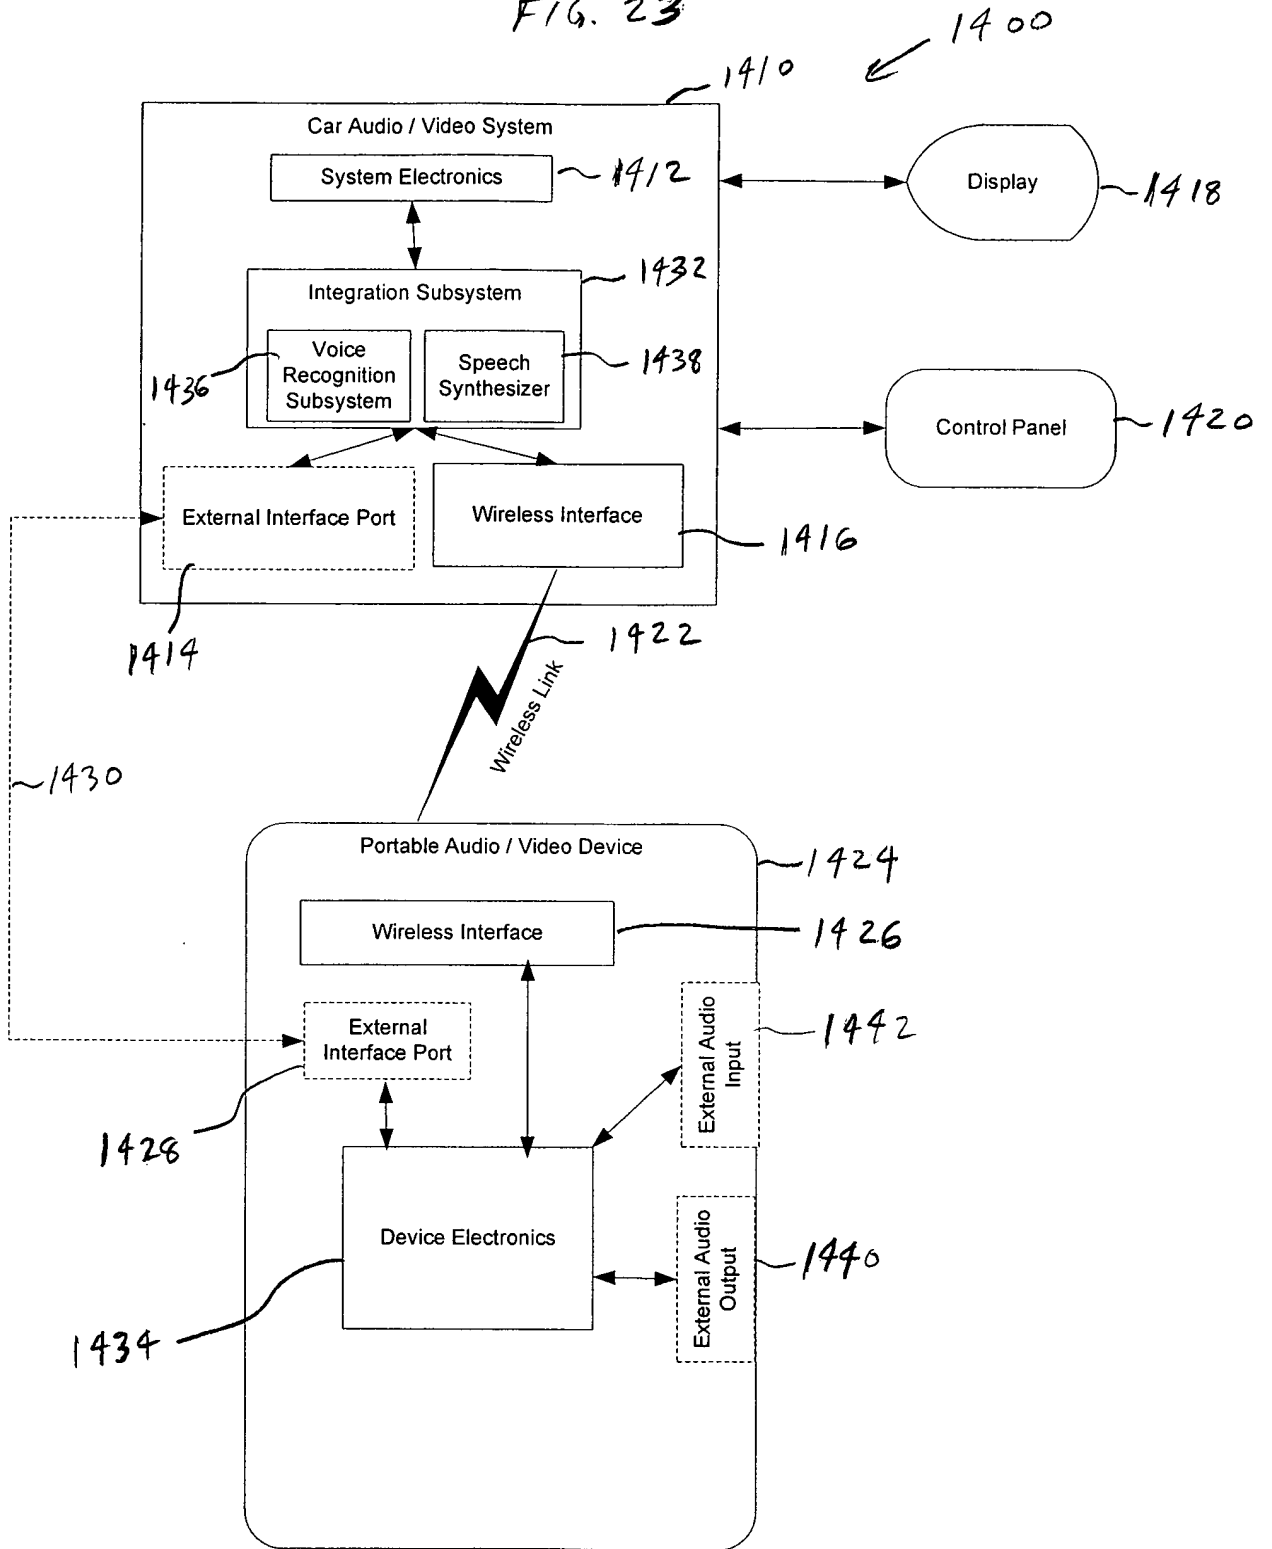 FIG. 23
1400
1410
Car Audio / Video System
System Electronics
1412
Display
1418
1432
Integration Subsystem
Voice
Recognition
Subsystem
1436
Speech
Synthesizer
1438
Control Panel
1420
External Interface Port
Wireless Interface
1416
1414
1422
Wireless Link
1430
Portable Audio / Video Device
1424
Wireless Interface
1426
External
Interface Port
1428
External Audio
Input
1442
Device Electronics
1434
External Audio
Output
1440